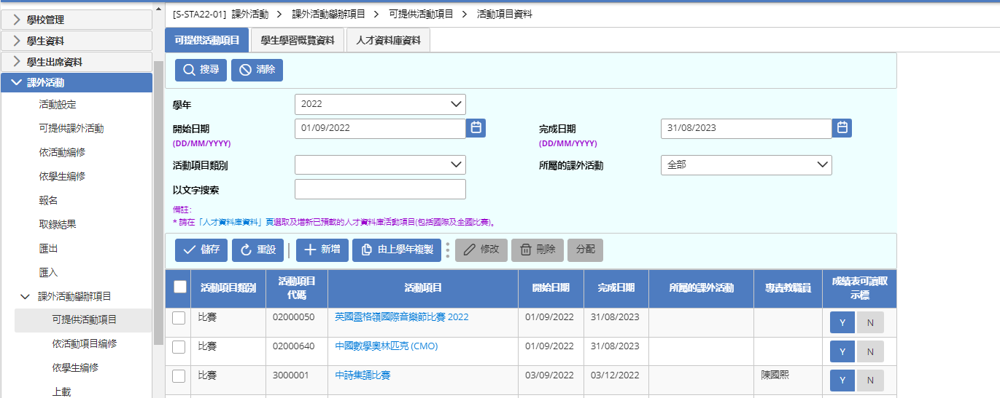 [S-STA22-01] 課外活動 > 課外活動舉辦項目 > 可提供活動項目 > 活動項目資料
學校管理
學生資料
學生出席資料
課外活動
活動設定
可提供課外活動
依活動編修
依學生編修
報名
取錄結果
匯出
匯入
課外活動舉辦項目
可提供活動項目
依活動項目編修
依學生編修
上載
可提供活動項目 學生學習概覽資料 人才資料庫資料
搜尋 清除
學年 2022
開始日期 01/09/2022 完成日期 31/08/2023
(DD/MM/YYYY) (DD/MM/YYYY)
活動項目類別 所屬的課外活動 全部
以文字搜索
備註:
* 請在「人才資料庫資料」頁選取及增新已預載的人才資料庫活動項目(包括國際及全國比賽)。
儲存 重設 新增 由上學年複製 修改 刪除 分配
活動項目類別 活動項目代碼 活動項目 開始日期 完成日期 所屬的課外活動 專責教職員 成績表可讀取示標
比賽 02000050 英國靈格嶺國際音樂節比賽 2022 01/09/2022 31/08/2023 Y N
比賽 02000640 中國數學奧林匹克 (CMO) 01/09/2022 31/08/2023 Y N
比賽 3000001 中詩集誦比賽 03/09/2022 03/12/2022 陳國熙 Y N